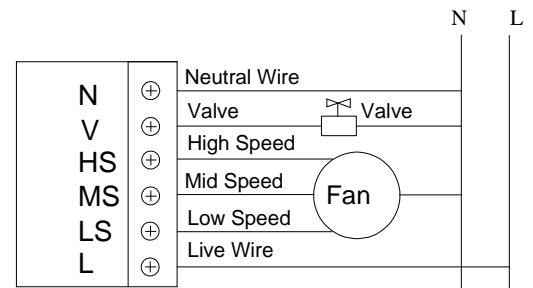 N L
N
Neutral Wire
V
Valve
Valve
HS
High Speed
MS
Mid Speed
Fan
LS
Low Speed
L
Live Wire